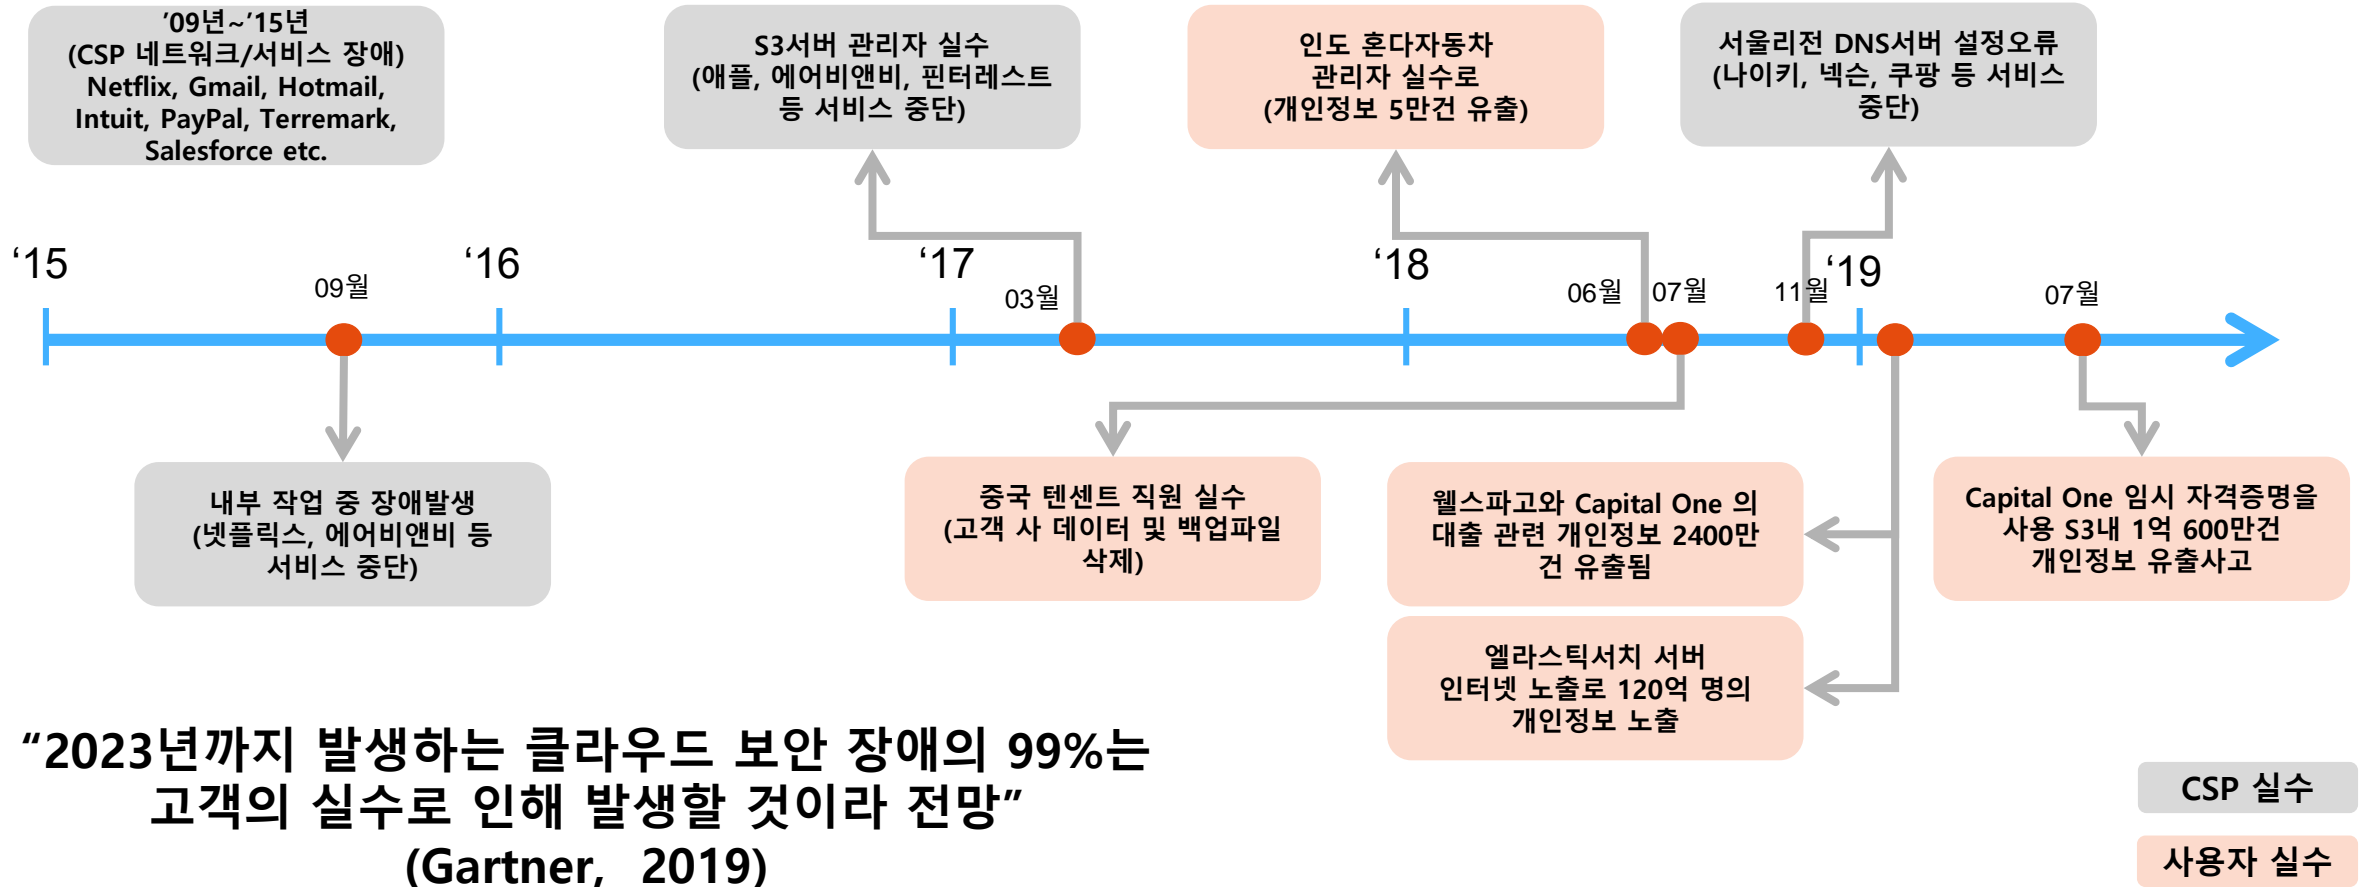 ’09년~’15년
(CSP 네트워크/서비스 장애)
Netflix, Gmail, Hotmail,
Intuit, PayPal, Terremark,
Salesforce etc.
S3서버 관리자 실수
(애플, 에어비앤비, 핀터레스트
등 서비스 중단)
인도 혼다자동차
관리자 실수로
(개인정보 5만건 유출)
서울리전 DNS서버 설정오류
(나이키, 넥슨, 쿠팡 등 서비스
중단)
‘15
09월
‘16
‘17
03월
‘18
06월
07월
11월
‘19
07월
내부 작업 중 장애발생
(넷플릭스, 에어비앤비 등
서비스 중단)
중국 텐센트 직원 실수
(고객 사 데이터 및 백업파일
삭제)
웰스파고와 Capital One 의
대출 관련 개인정보 2400만
건 유출됨
Capital One 임시 자격증명을
사용 S3내 1억 600만건
개인정보 유출사고
엘라스틱서치 서버
인터넷 노출로 120억 명의
개인정보 노출
“2023년까지 발생하는 클라우드 보안 장애의 99%는
고객의 실수로 인해 발생할 것이라 전망”
(Gartner, 2019)
CSP 실수
사용자 실수